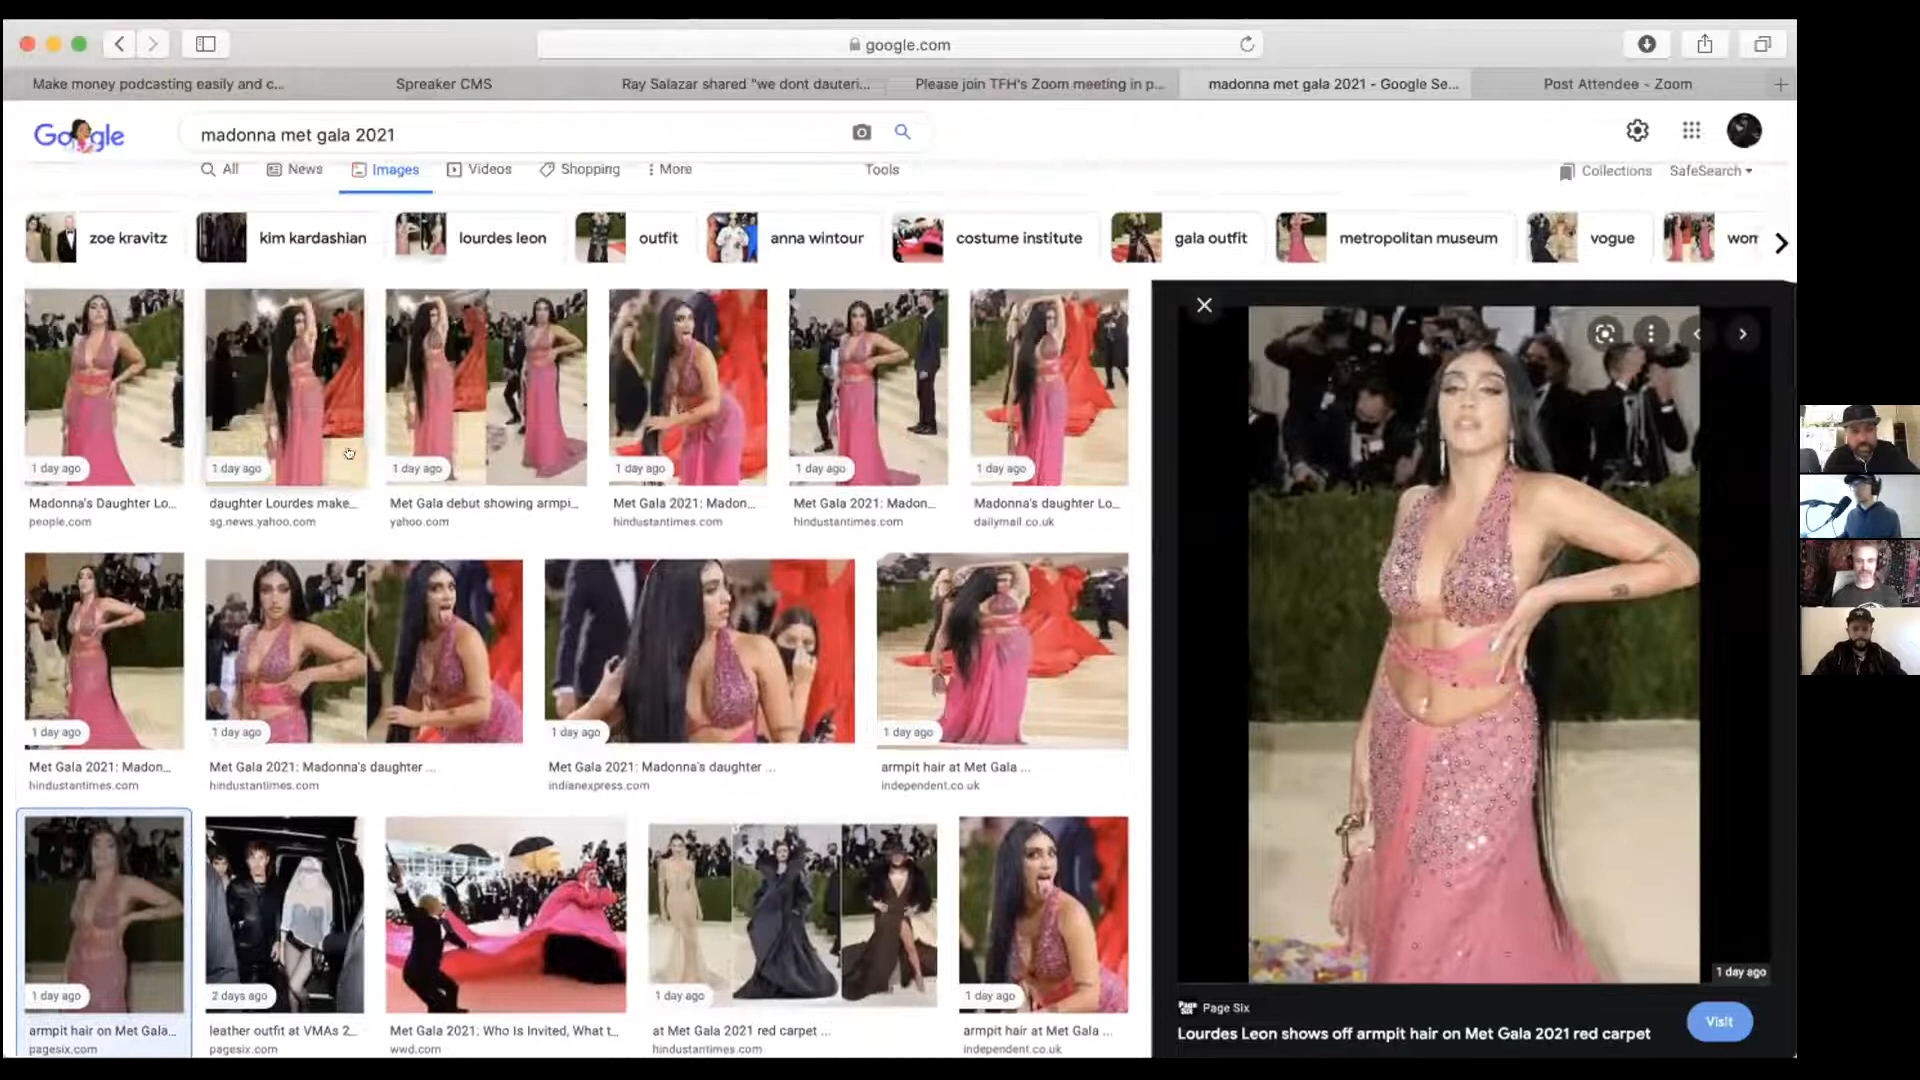 google.com
Make money podcasting easily and c...
Spreaker CMS
Ray Salazar shared "we dont dauteri...
Please join TFH's Zoom meeting in p...
madonna met gala 2021 - Google Se...
Post Attendee - Zoom
Google
madonna met gala 2021
All
News
Images
Videos
Shopping
More
Tools
Collections
SafeSearch
zoe kravitz
kim kardashian
lourdes leon
outfit
anna wintour
costume institute
gala outfit
metropolitan museum
vogue
wom
1 day ago
1 day ago
1 day ago
1 day ago
1 day ago
1 day ago
Madonna's Daughter Lo...
people.com
daughter Lourdes make...
sg.news.yahoo.com
Met Gala debut showing armpi...
yahoo.com
Met Gala 2021: Madon...
hindustantimes.com
Met Gala 2021: Madon...
hindustantimes.com
Madonna's daughter Lo...
dailymail.co.uk
1 day ago
1 day ago
1 day ago
1 day ago
Met Gala 2021: Madon...
hindustantimes.com
Met Gala 2021: Madonna's daughter ...
hindustantimes.com
Met Gala 2021: Madonna's daughter ...
indianexpress.com
armpit hair at Met Gala ...
independent.co.uk
1 day ago
2 days ago
1 day ago
1 day ago
armpit hair on Met Gala...
pagesix.com
leather outfit at VMAs 2...
pagesix.com
Met Gala 2021: Who Is Invited, What t...
wwd.com
at Met Gala 2021 red carpet ...
hindustantimes.com
armpit hair at Met Gala ...
independent.co.uk
1 day ago
Page Six
Lourdes Leon shows off armpit hair on Met Gala 2021 red carpet
Visit